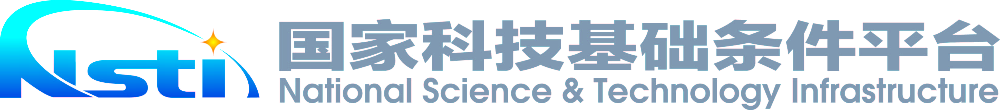 Nsti
国家科技基础条件平台
National Science & Technology Infrastructure